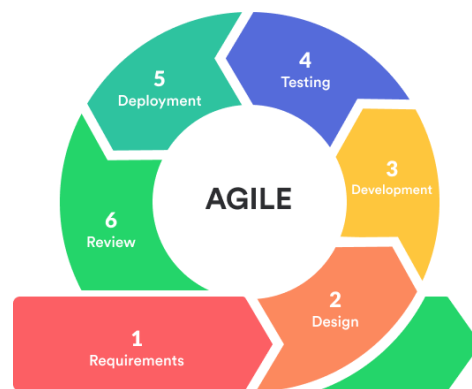 AGILE
1
Requirements
2
Design
3
Development
4
Testing
5
Deployment
6
Review